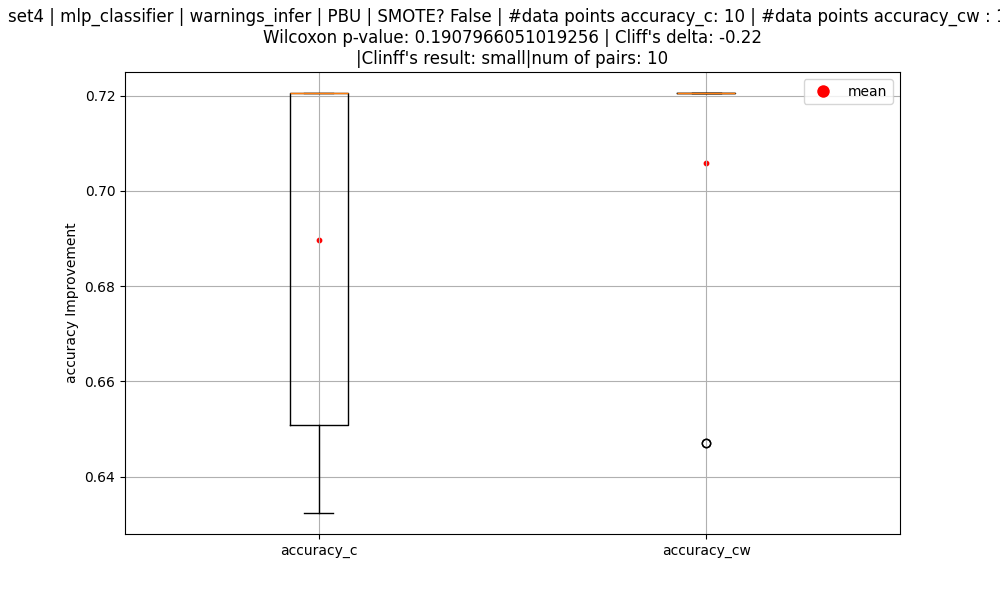 set4 | mlp_classifier | warnings_infer | PBU | SMOTE? False | #data points accuracy_c: 10 | #data points accuracy_cw : 
Wilcoxon p-value: 0.1907966051019256 | Cliff's delta: -0.22
|Clinff's result: small|num of pairs: 10
mean
0.72
0.70
0.68
0.66
0.64
accuracy Improvement
accuracy_c
accuracy_cw